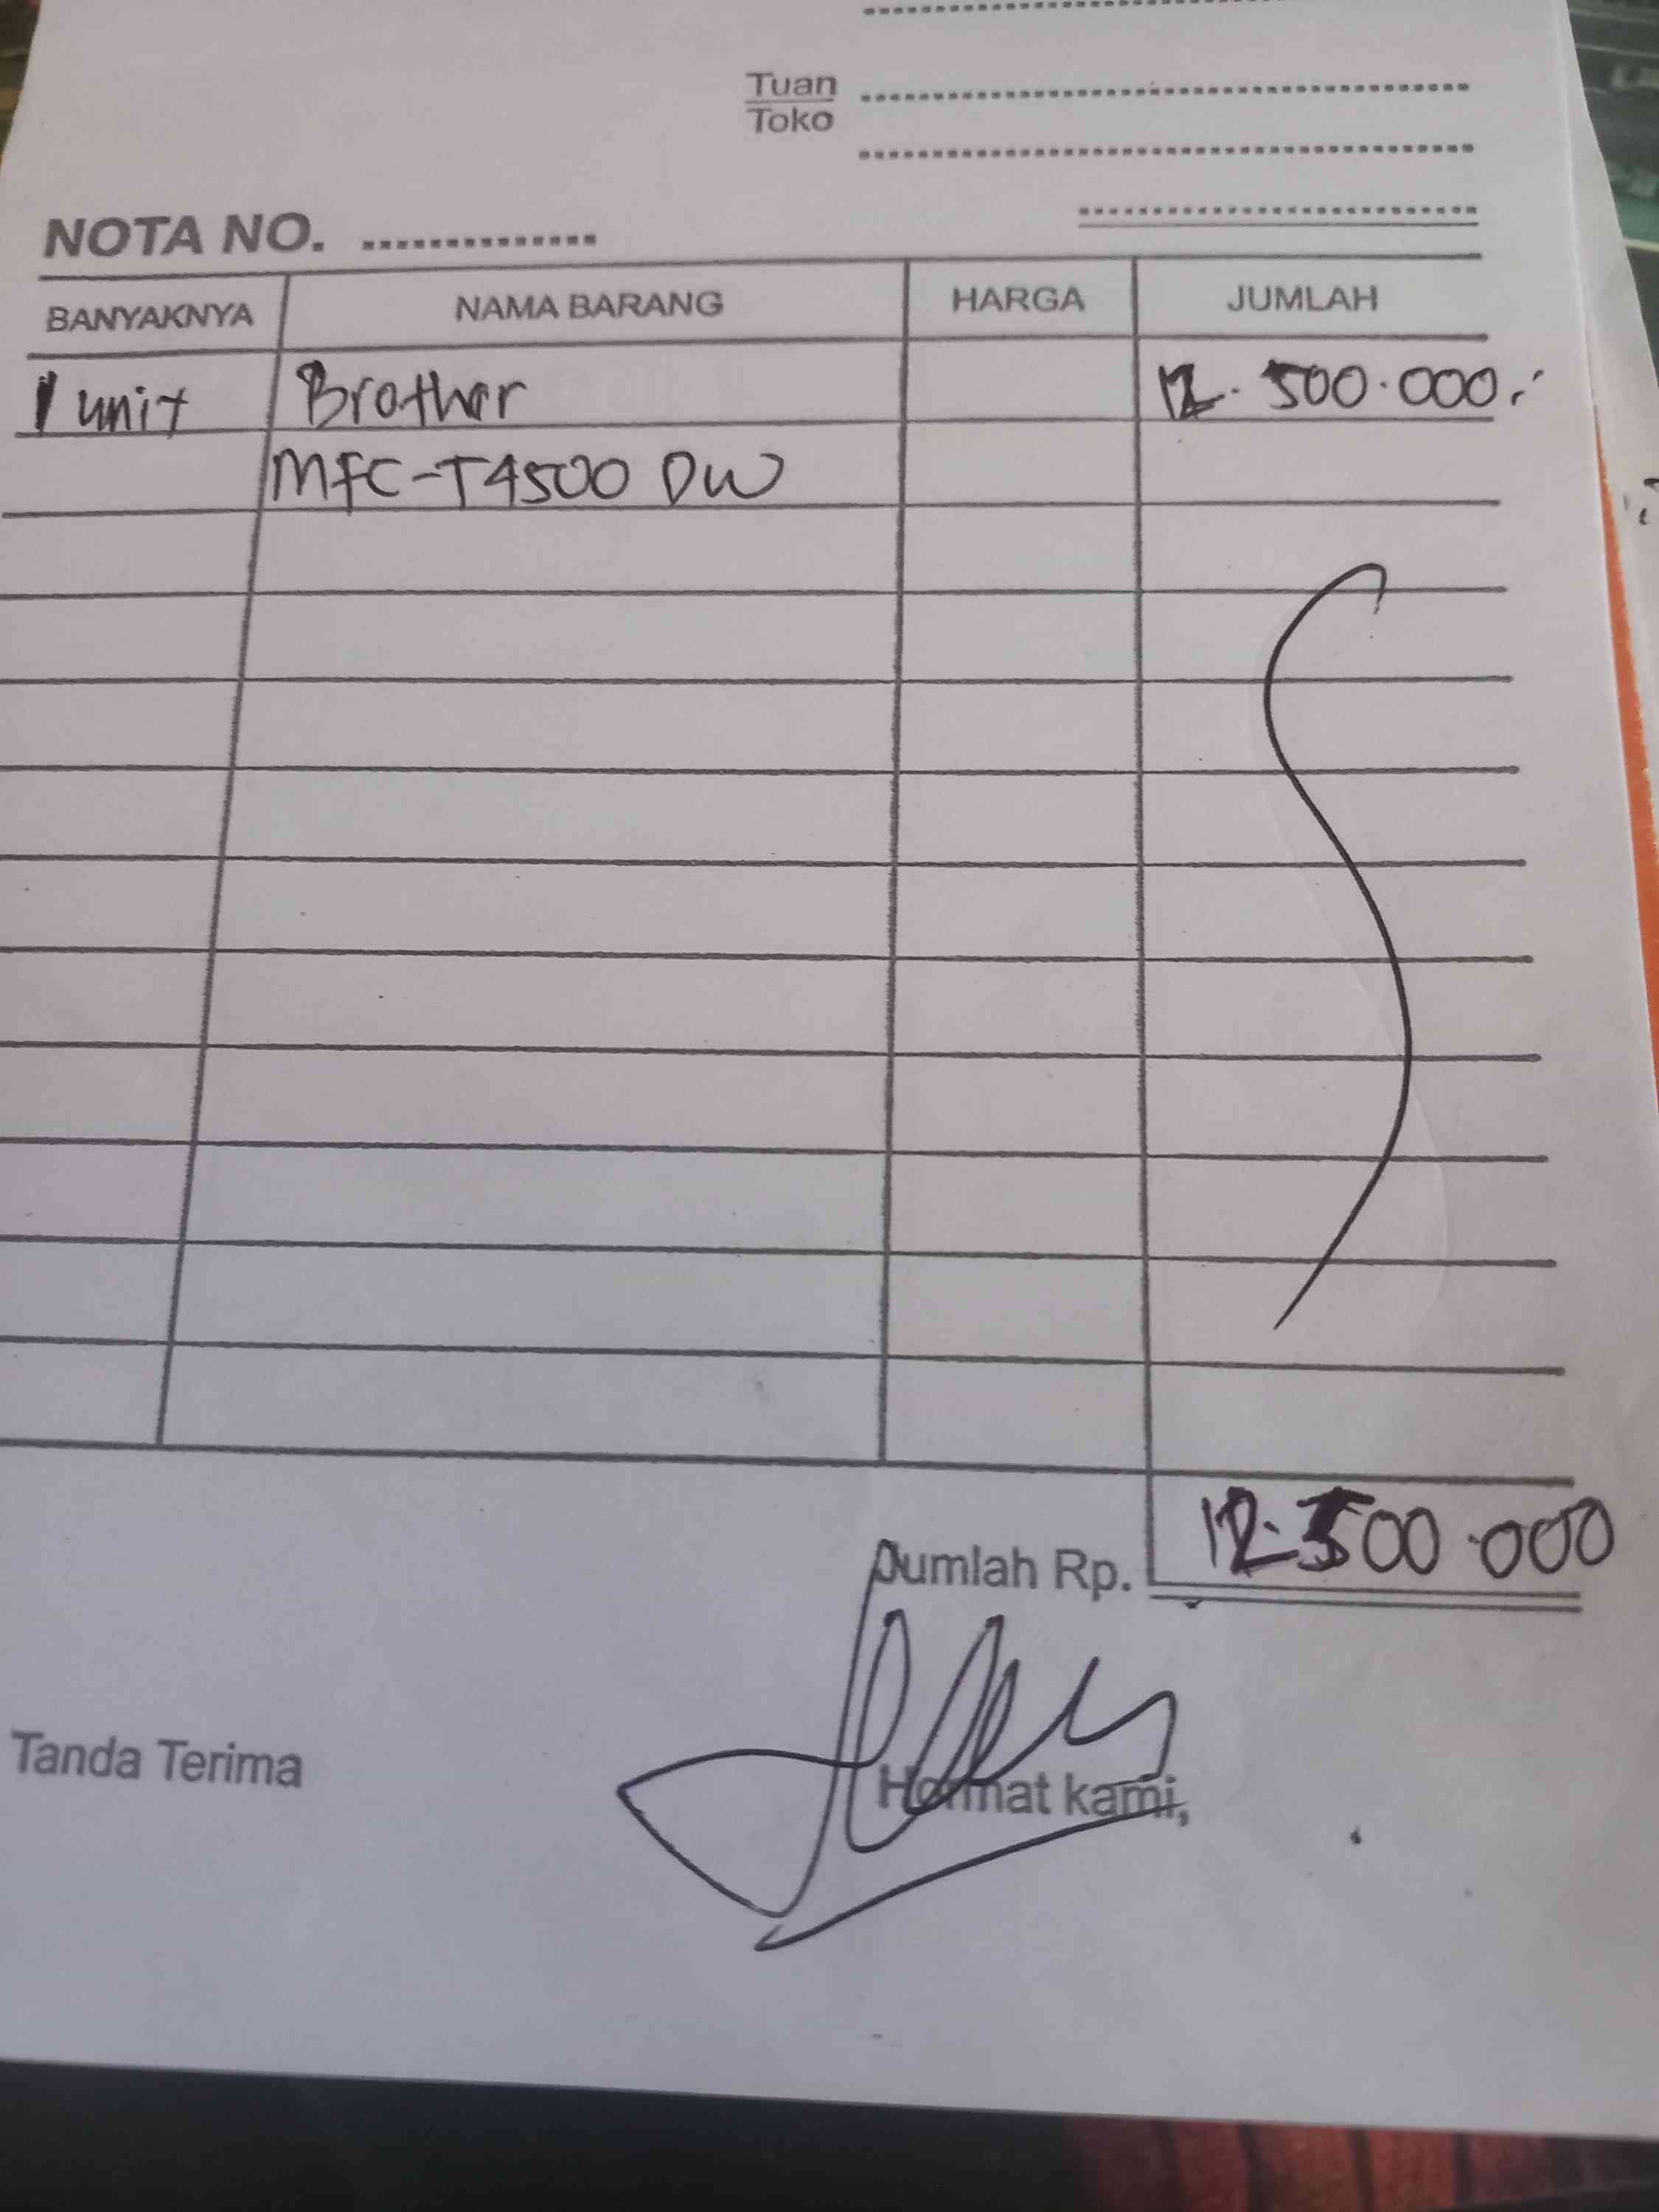 Tuan
Toko
NOTA NO. ..............
BANYAKNYA NAMA BARANG HARGA JUMLAH
1 unit Brother 12.500.000,-
MFC-T4500 DW
Jumlah Rp. 12.500.000
Tanda Terima Hormat kami,